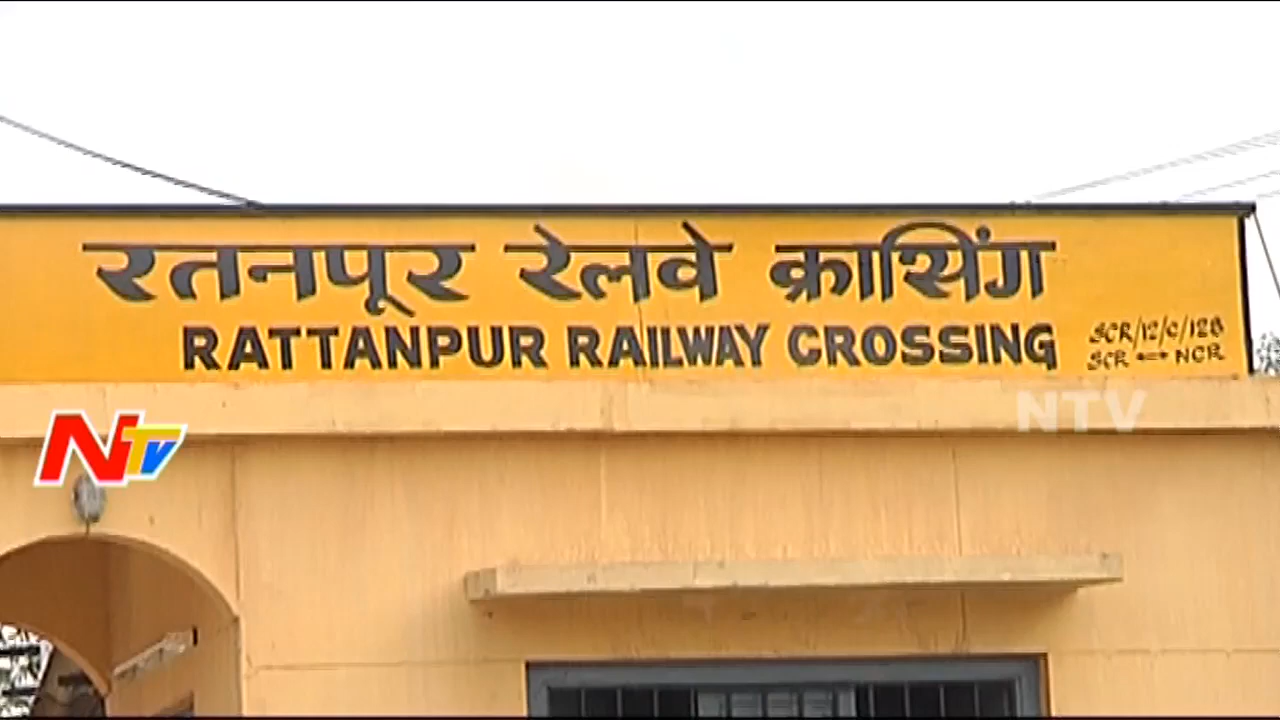 रतनपूर रेलवे क्रासिंग
RATTANPUR RAILWAY CROSSING
SCR/12/C/128
SCR ⟷ NCR
NTV
NTV